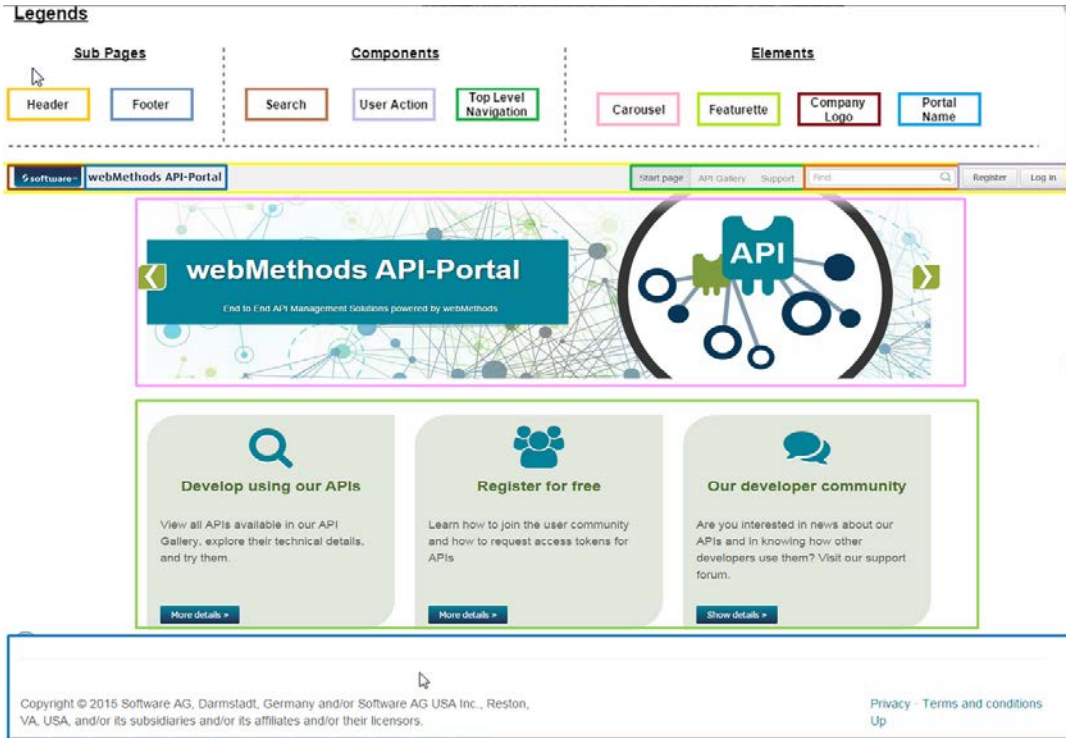 Legends
Sub Pages
Components
Elements
Header
Footer
Search
User Action
Top Level
Navigation
Carousel
Featurette
Company
Logo
Portal
Name
software
webMethods API-Portal
Start page
API Gallery
Support
Find
Register
Log in
webMethods API-Portal
End to End API Management Solutions powered by webMethods
API
Develop using our APIs
View all APIs available in our API
Gallery, explore their technical details,
and try them.
More details »
Register for free
Learn how to join the user community
and how to request access tokens for
APIs
More details »
Our developer community
Are you interested in news about our
APIs and in knowing how other
developers use them? Visit our support
forum.
Show details »
Copyright © 2015 Software AG, Darmstadt, Germany and/or Software AG USA Inc., Reston,
VA, USA, and/or its subsidiaries and/or its affiliates and/or their licensors.
Privacy · Terms and conditions
Up